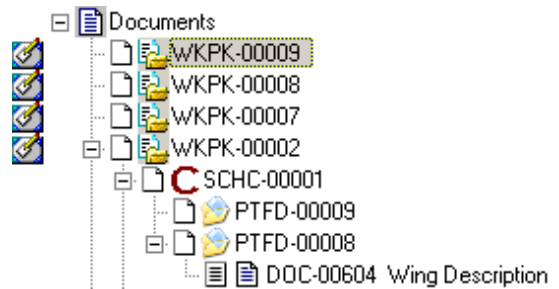 Documents
WKPK-00009
WKPK-00008
WKPK-00007
WKPK-00002
SCHC-00001
PTFD-00009
PTFD-00008
DOC-00604 Wing Description